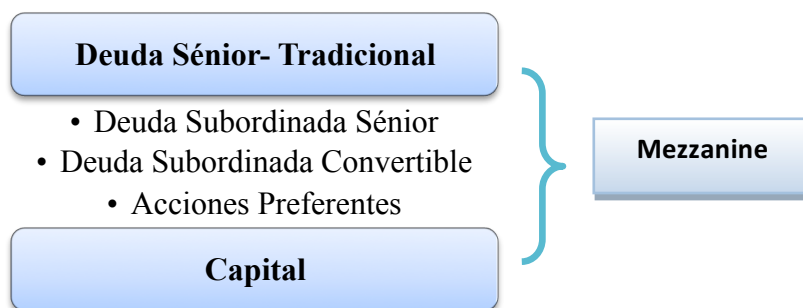 Deuda Sénior- Tradicional
• Deuda Subordinada Sénior
• Deuda Subordinada Convertible
• Acciones Preferentes
Capital
Mezzanine